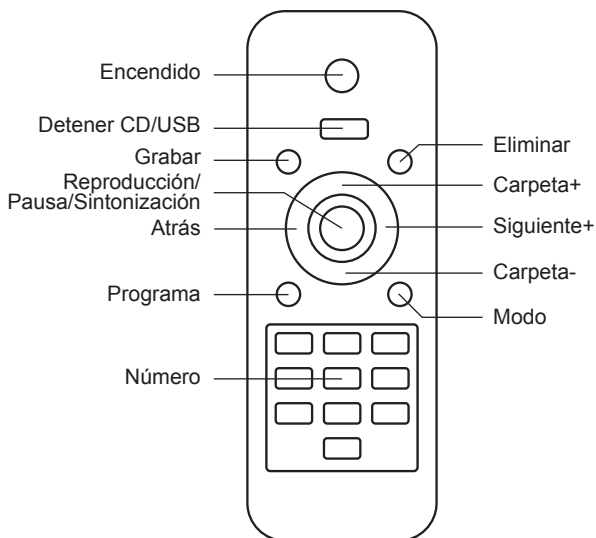 Encendido
Detener CD/USB
Grabar
Reproducción/
Pausa/Sintonización
Atrás
Programa
Número
Eliminar
Carpeta+
Siguiente+
Carpeta-
Modo